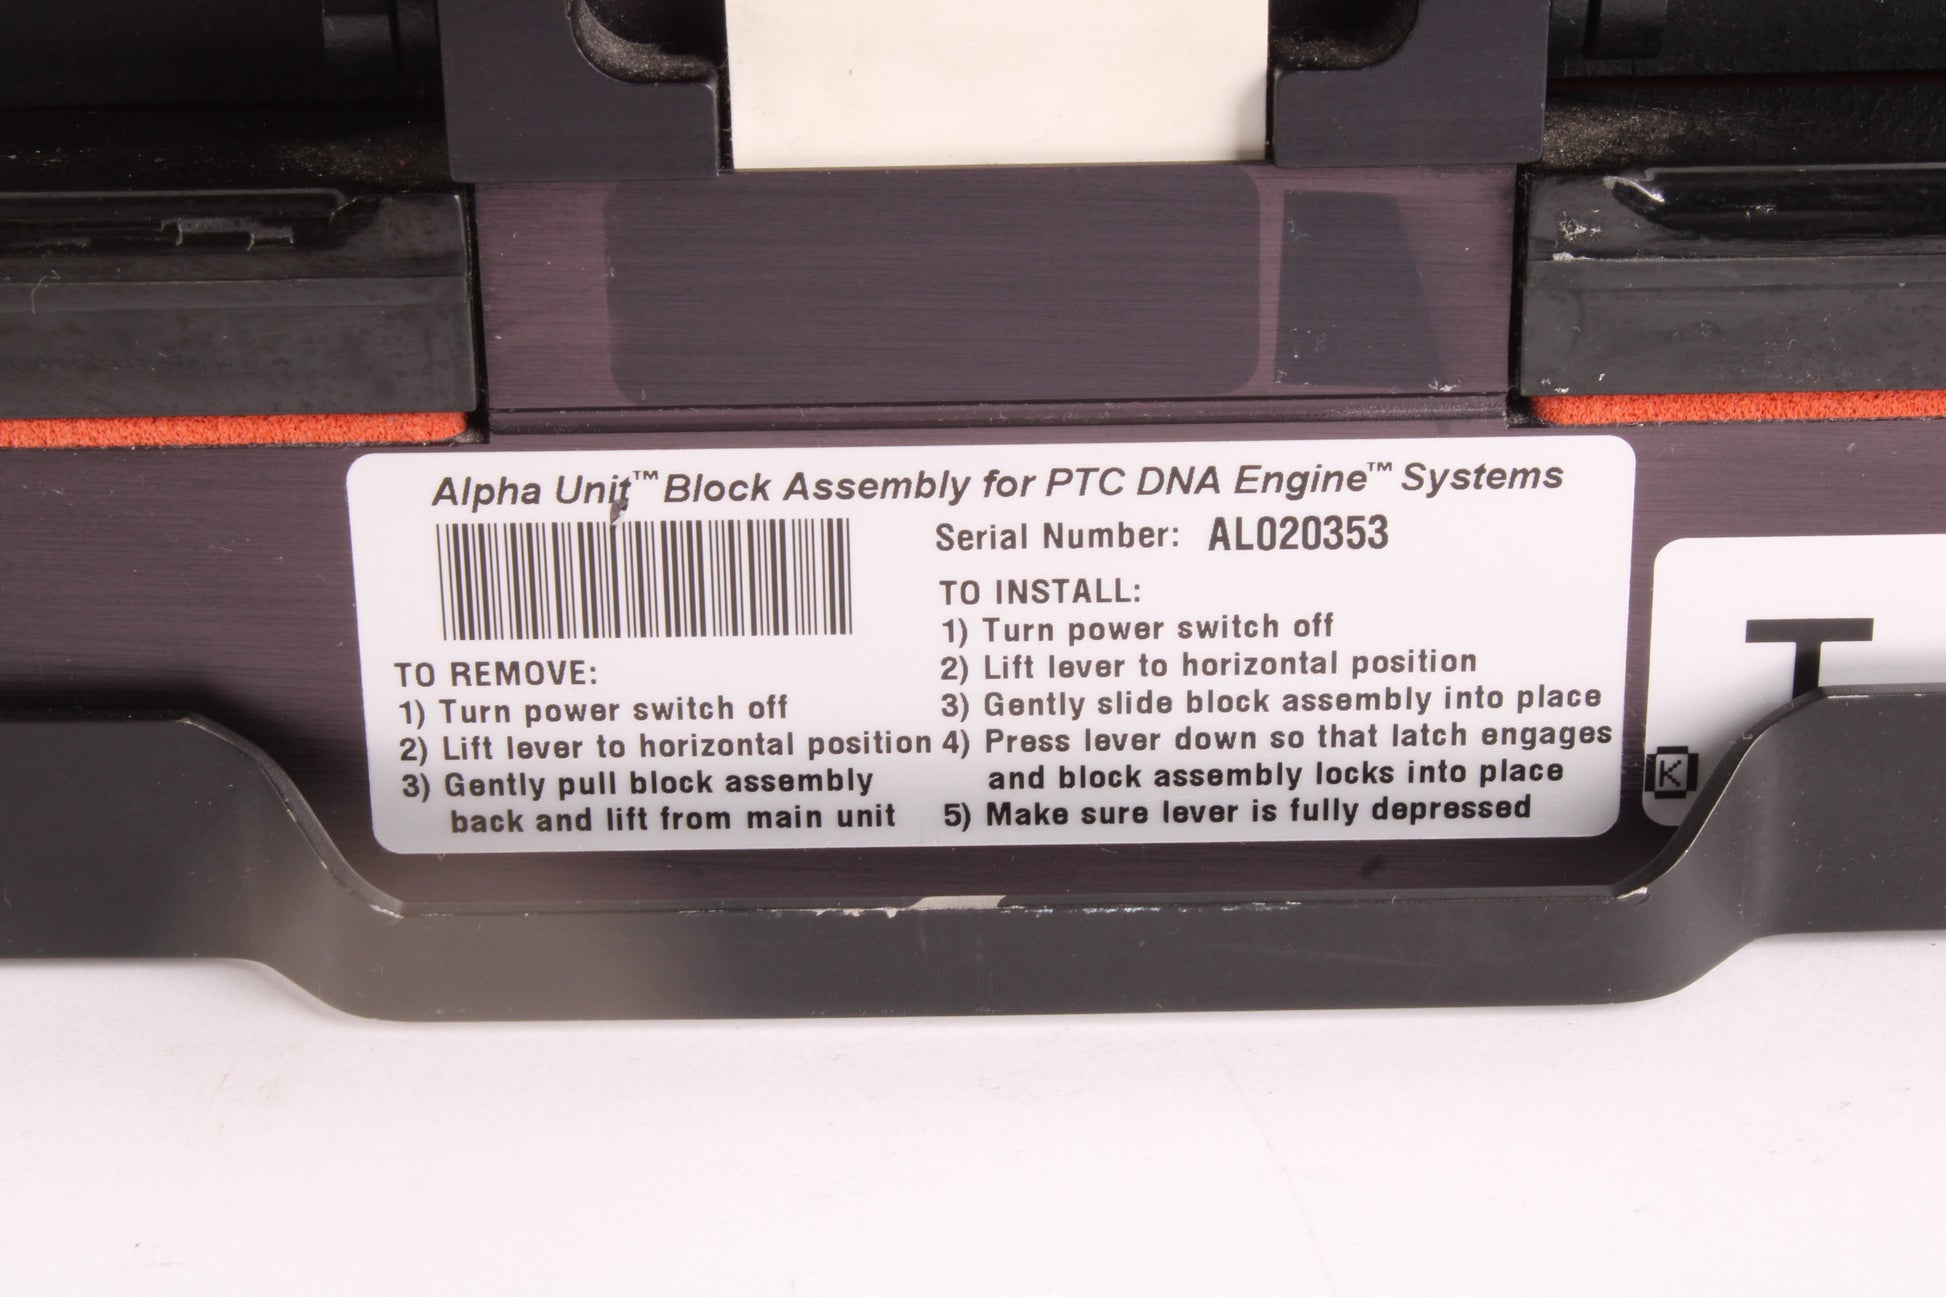 Alpha Unit™ Block Assembly for PTC DNA Engine™ Systems
Serial Number: AL020353
TO REMOVE:
1) Turn power switch off
2) Lift lever to horizontal position
3) Gently pull block assembly
back and lift from main unit
TO INSTALL:
1) Turn power switch off
2) Lift lever to horizontal position
3) Gently slide block assembly into place
4) Press lever down so that latch engages
and block assembly locks into place
5) Make sure lever is fully depressed
T
K